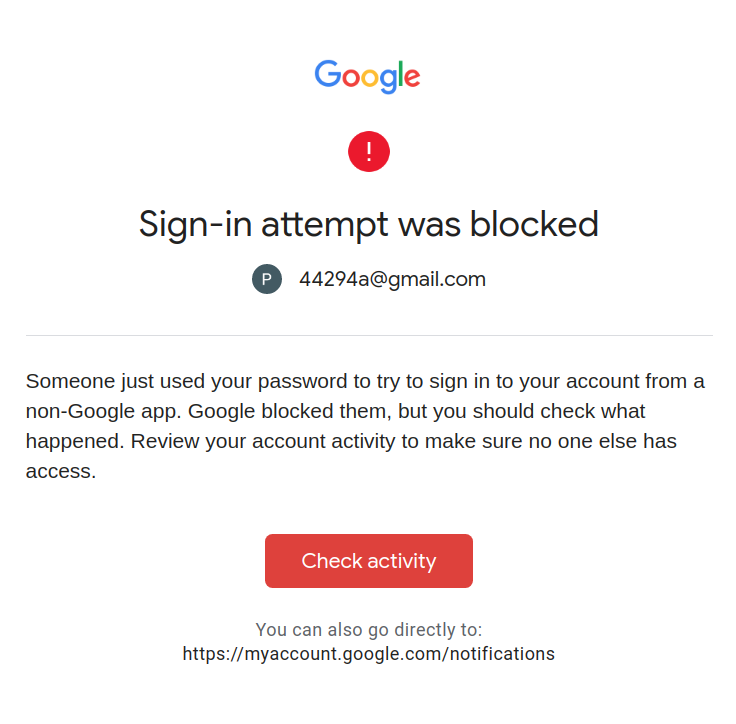 Google
!
Sign-in attempt was blocked
P 44294a@gmail.com
Someone just used your password to try to sign in to your account from a
non-Google app. Google blocked them, but you should check what
happened. Review your account activity to make sure no one else has
access.
Check activity
You can also go directly to:
https://myaccount.google.com/notifications